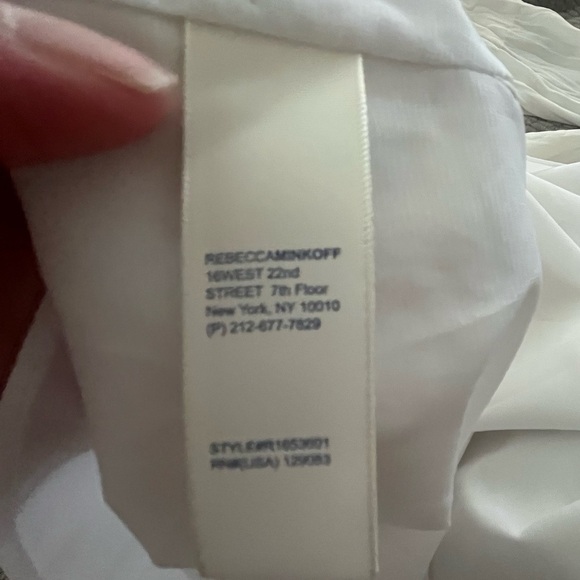 REBECCAMINKOFF
16WEST 22nd
STREET 7th Floor
New York, NY 10010
(P) 212-677-7829
STYLE#R1653601
RN#(USA) 129083